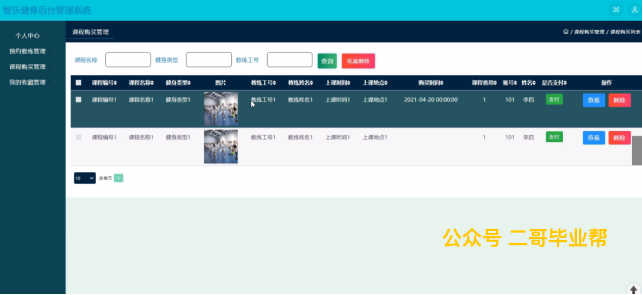 智乐健身后台管理系统
个人中心
课程购买管理
/ 课程购买管理 / 课程购买列表
预约教练管理
课程购买管理
我的收藏管理
课程名称 健身类型 教练工号 查询 批量删除
课程编号 课程名称 健身类型 图片 教练工号 教练姓名 上课时间 上课地点 购买时间 课程费用 账号 姓名 是否支付 操作
课程编号1 课程名称1 健身类型1 教练工号1 教练姓名1 上课时间1 上课地点1 2021-04-20 00:00:00 1 101 李四 支付 查看 删除
课程编号1 课程名称1 健身类型1 教练工号1 教练姓名1 上课时间1 上课地点1 1 101 李四 支付 查看 删除
10
公众号 二哥毕业帮